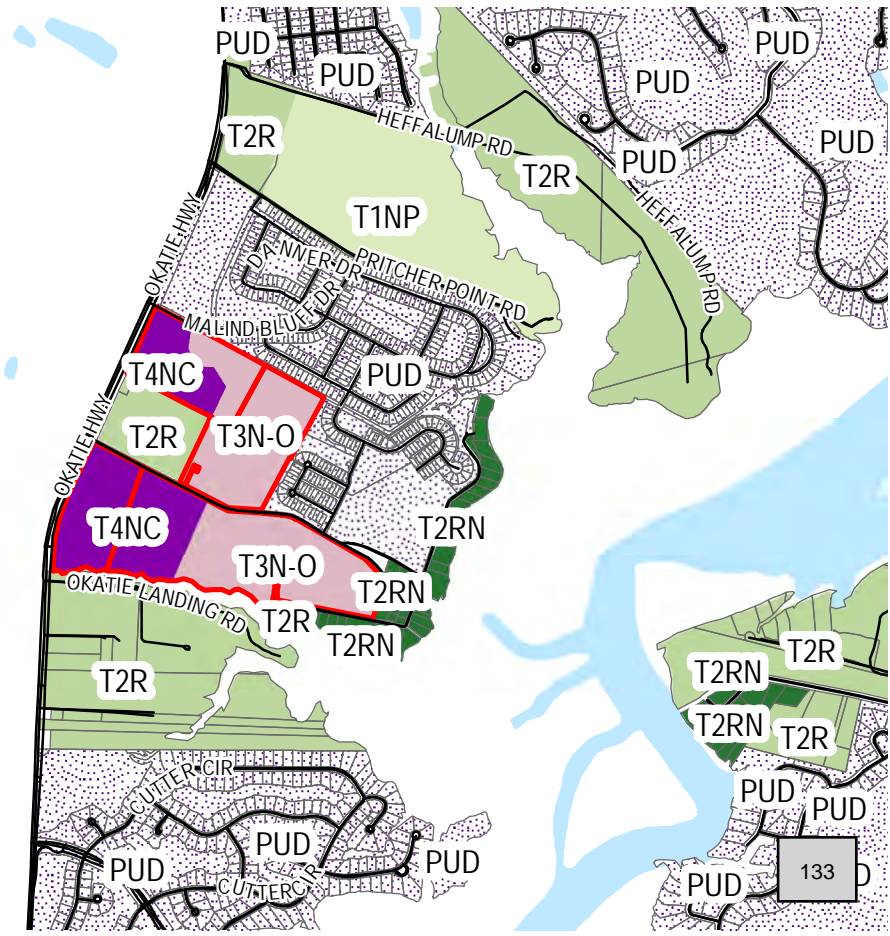 PUD
PUD
PUD
PUD
PUD
PUD
HEFFALUMP RD
T2R
T2R
T1NP
HEFFALUMP RD
OKATIE HWY
DANNER DR
PRITCHER POINT RD
MALIND BLUFF DR
PUD
T4NC
T3N-O
T2R
OKATIE HWY
T4NC
T2RN
T3N-O
T2RN
OKATIE LANDING RD
T2R
T2RN
T2R
T2RN
T2R
T2RN
T2R
CUTTER CIR
PUD
PUD
PUD
PUD
PUD
CUTTER CIR
PUD
133
D